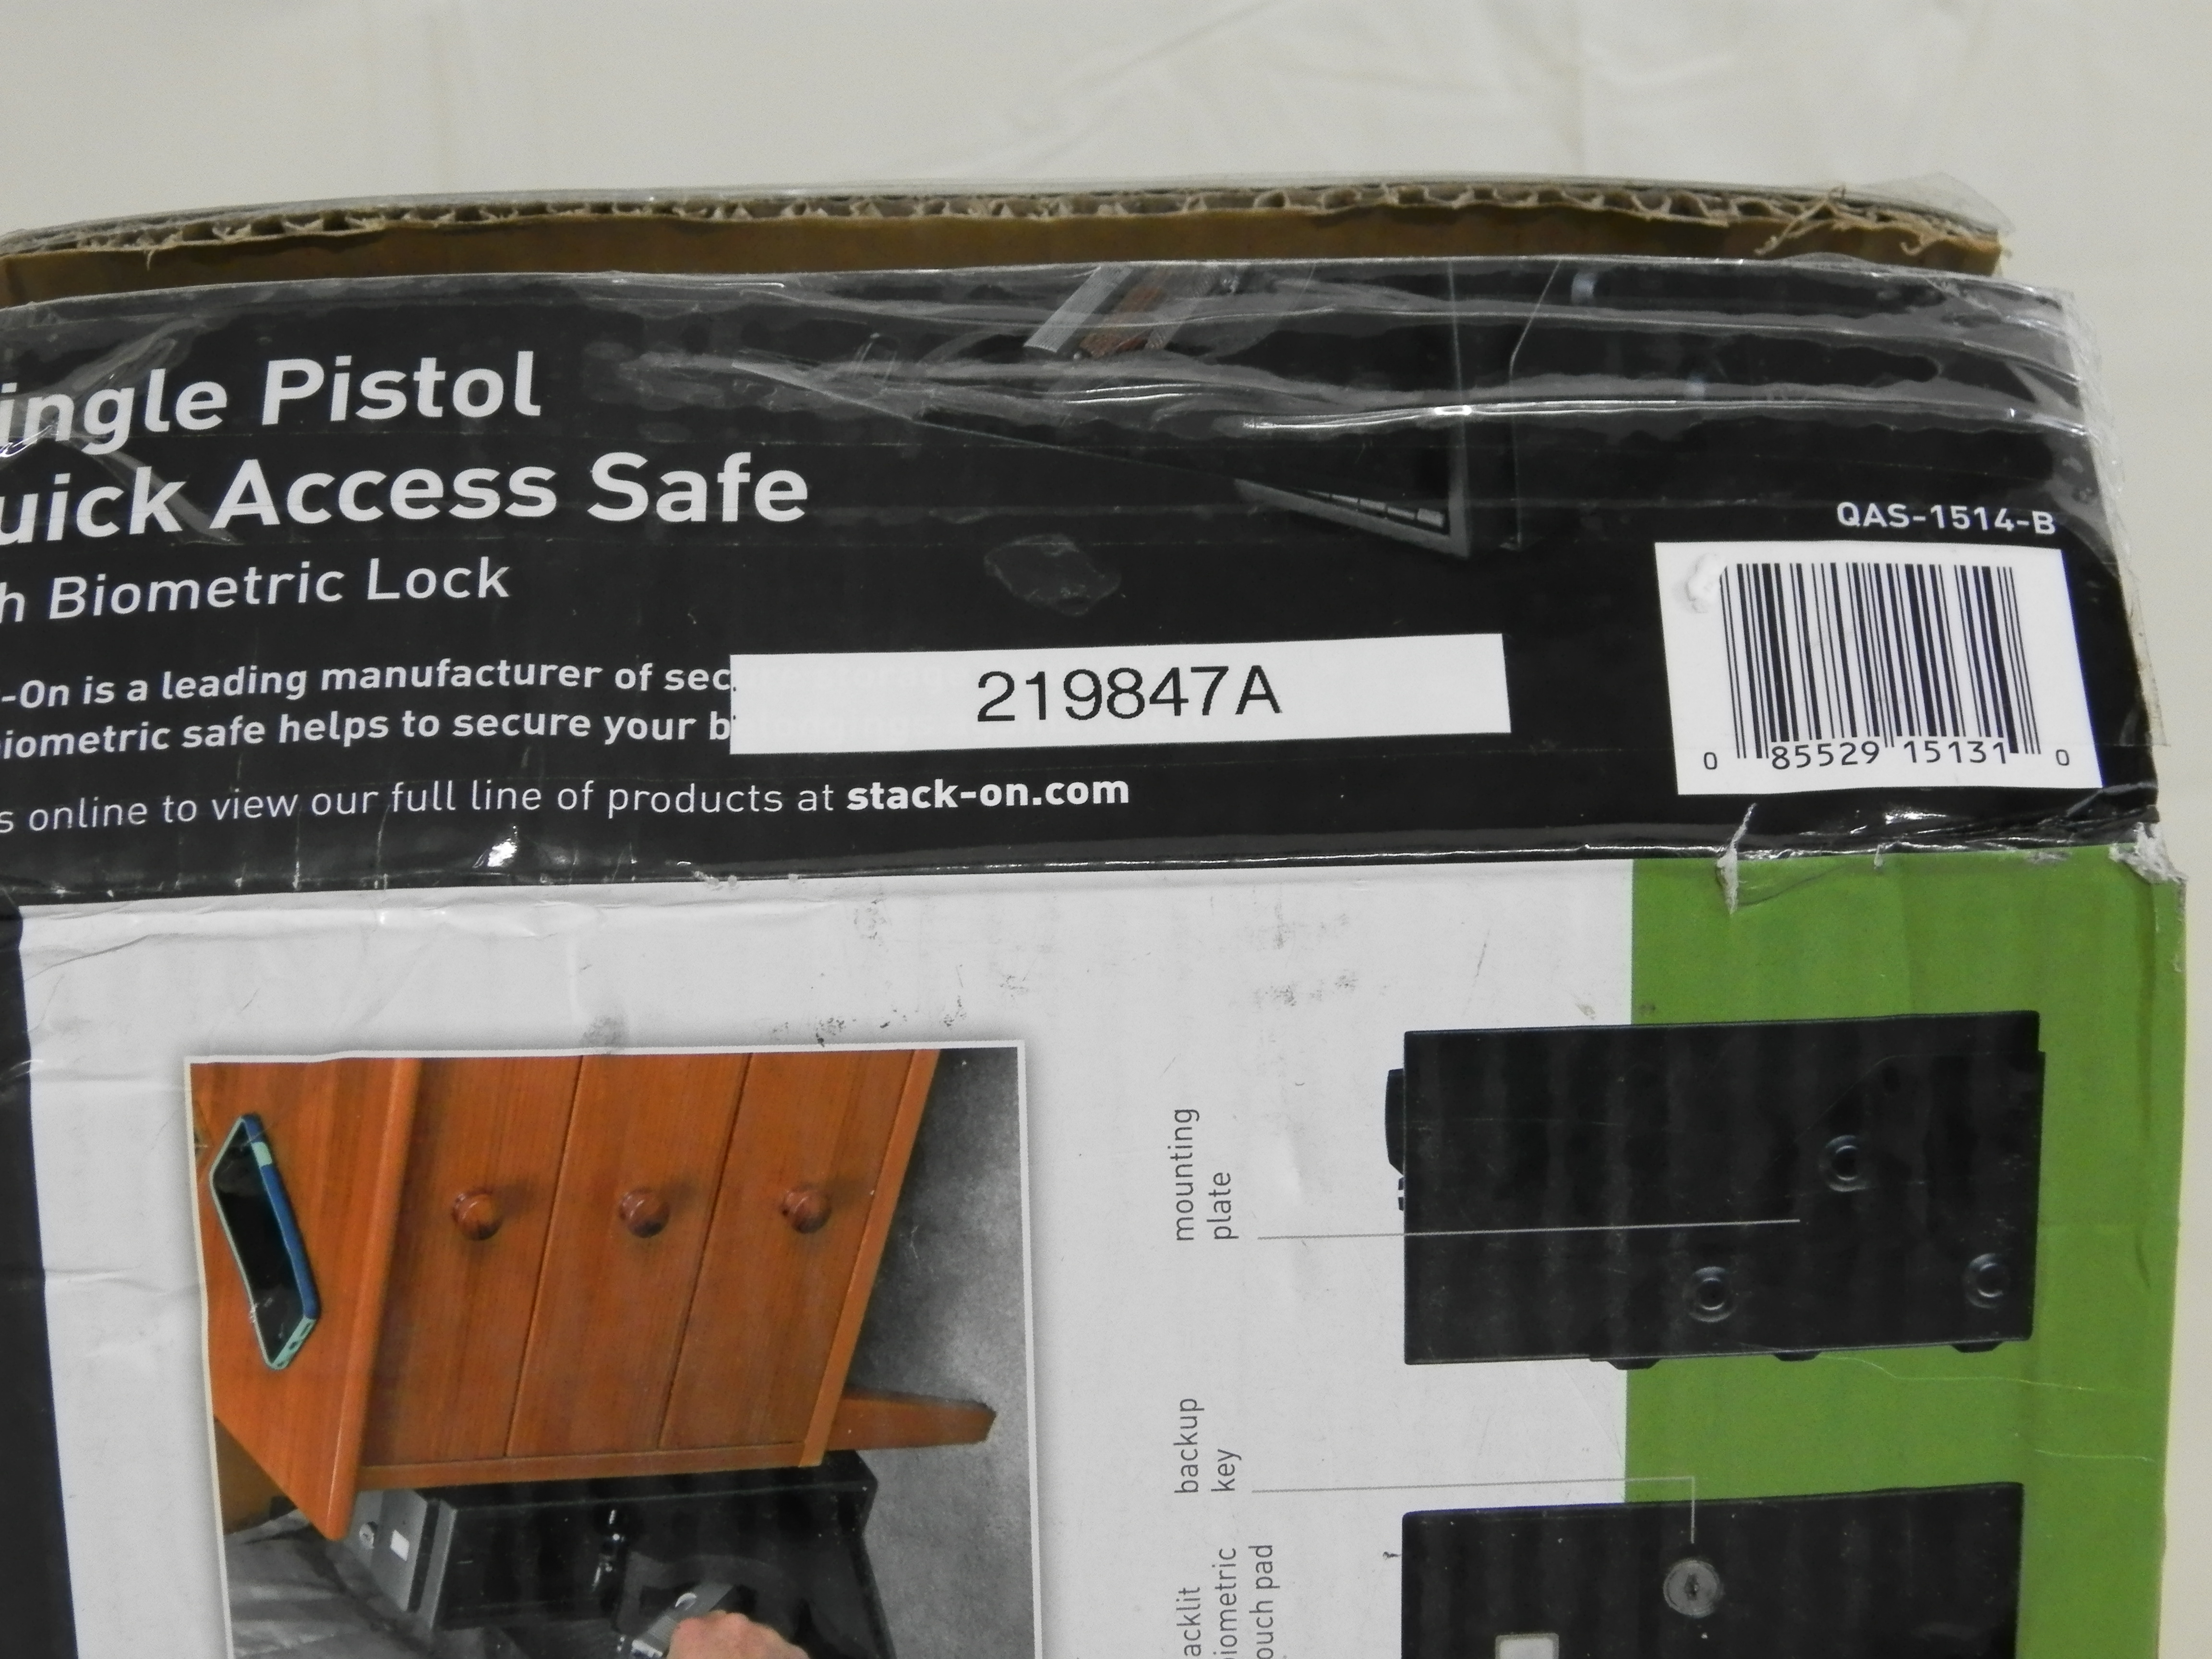 ingle Pistol
uick Access Safe
h Biometric Lock
QAS-1514-B
-On is a leading manufacturer of sec
219847A
iometric safe helps to secure your b
s online to view our full line of products at stack-on.com
0 85529 15131 0
mounting
plate
backup
key
acklit
iometric
ouch pad